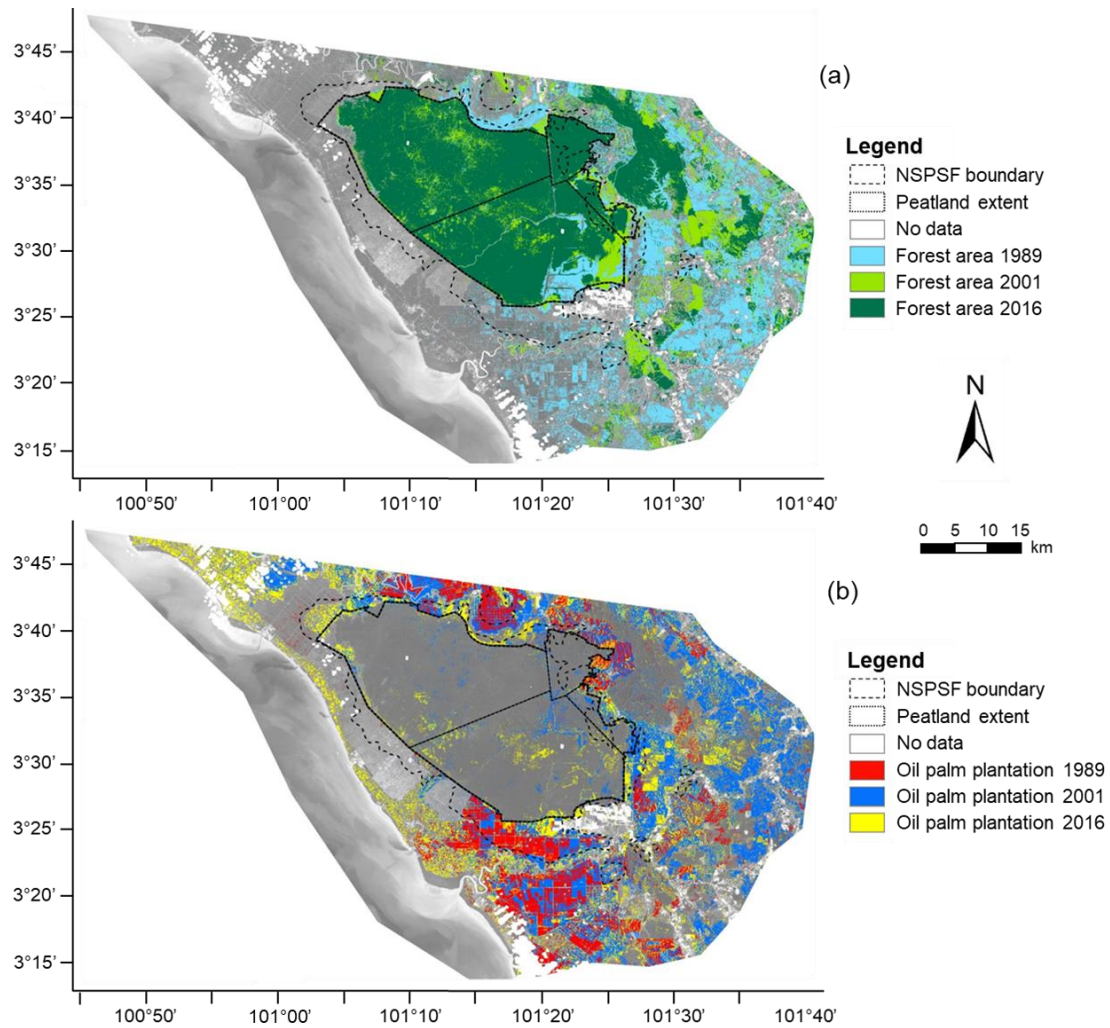 (a)
3°45’
3°40’
3°35’
3°30’
3°25’
3°20’
3°15’
100°50’ 101°00’ 101°10’ 101°20’ 101°30’ 101°40’
Legend
NSPSF boundary
Peatland extent
No data
Forest area 1989
Forest area 2001
Forest area 2016
N
0 5 10 15
km
(b)
3°45’
3°40’
3°35’
3°30’
3°25’
3°20’
3°15’
100°50’ 101°00’ 101°10’ 101°20’ 101°30’ 101°40’
Legend
NSPSF boundary
Peatland extent
No data
Oil palm plantation 1989
Oil palm plantation 2001
Oil palm plantation 2016